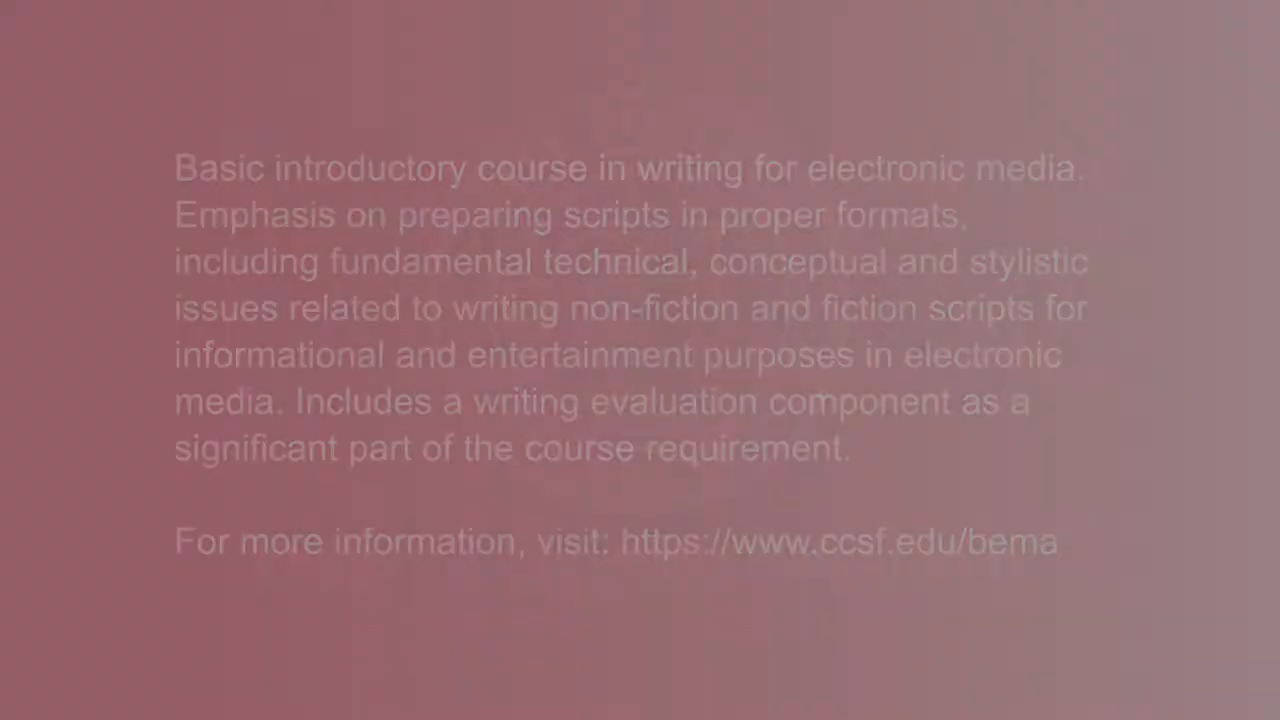 Basic introductory course in writing for electronic media.
Emphasis on preparing scripts in proper formats,
including fundamental technical, conceptual and stylistic
issues related to writing non-fiction and fiction scripts for
informational and entertainment purposes in electronic
media. Includes a writing evaluation component as a
significant part of the course requirement.
For more information, visit: https://www.ccsf.edu/bema